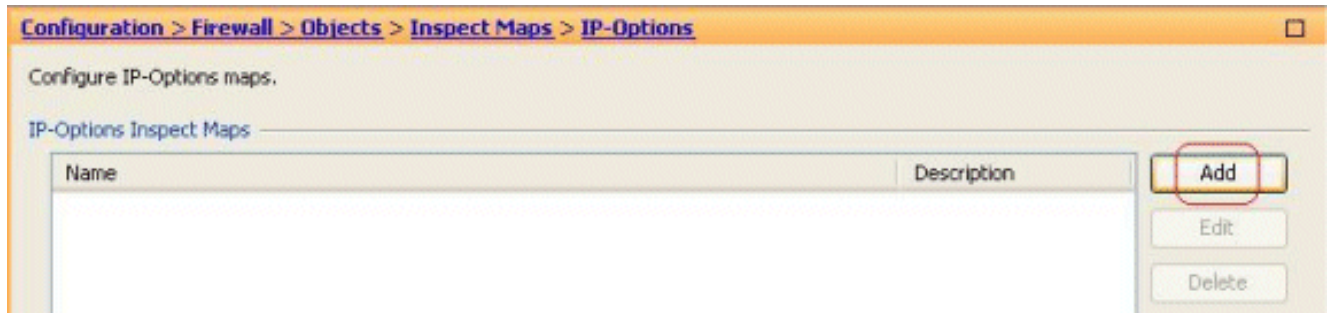 Configuration > Firewall > Objects > Inspect Maps > IP-Options
Configure IP-Options maps.
IP-Options Inspect Maps
Name Description Add
Edit
Delete